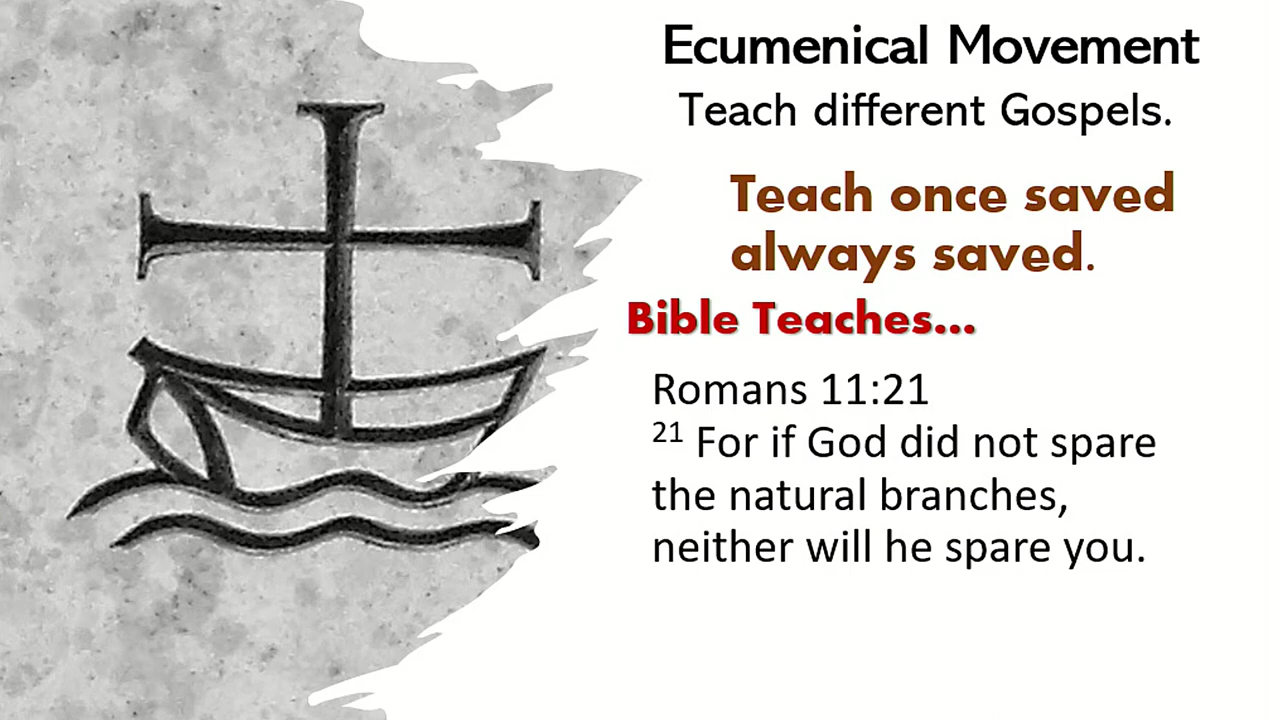 Ecumenical Movement
Teach different Gospels.
Teach once saved
always saved.
Bible Teaches...
Romans 11:21
21 For if God did not spare
the natural branches,
neither will he spare you.